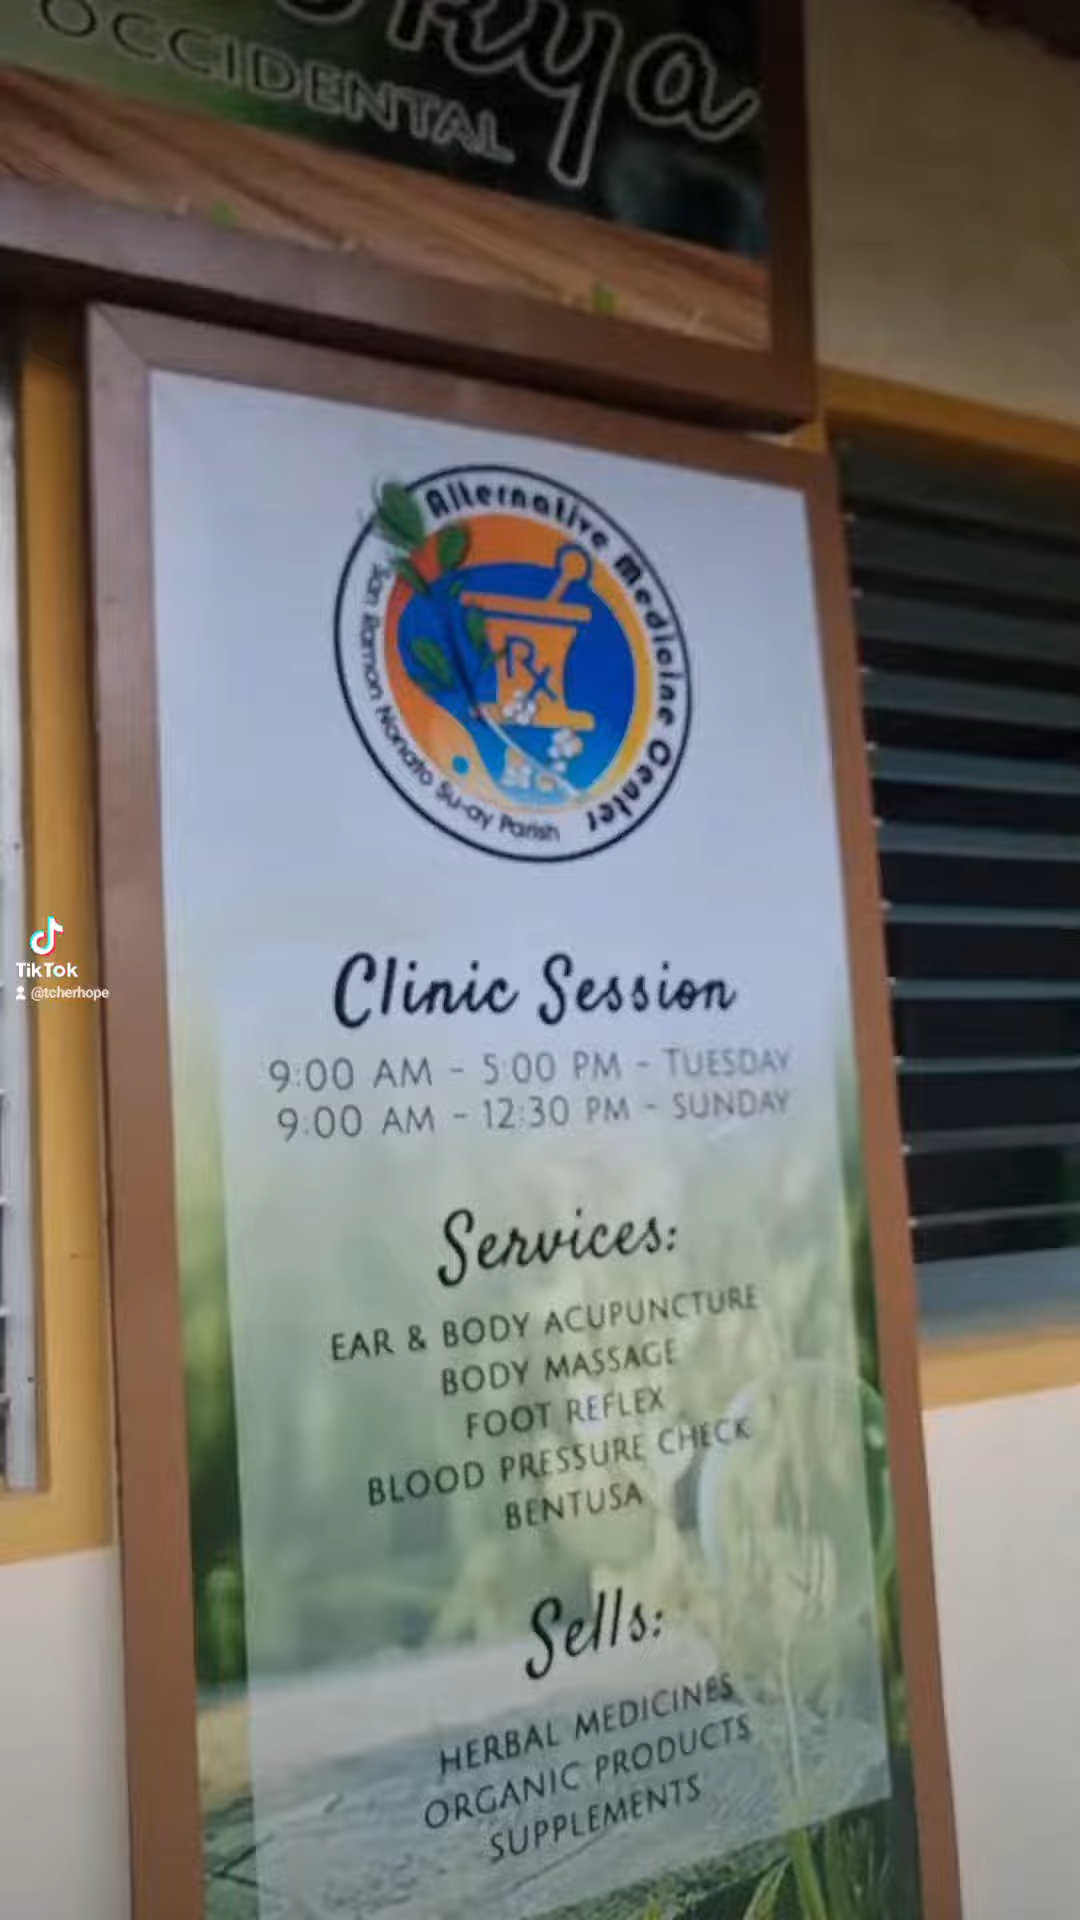 OCCIDENTAL
Alternative Medicine Center
San Ramon Nonato Su-ay Parish
Rx
Clinic Session
9:00 AM - 5:00 PM - TUESDAY
9:00 AM - 12:30 PM - SUNDAY
Services:
EAR & BODY ACUPUNCTURE
BODY MASSAGE
FOOT REFLEX
BLOOD PRESSURE CHECK
BENTUSA
Sells:
HERBAL MEDICINES
ORGANIC PRODUCTS
SUPPLEMENTS
TikTok
@tcherhope